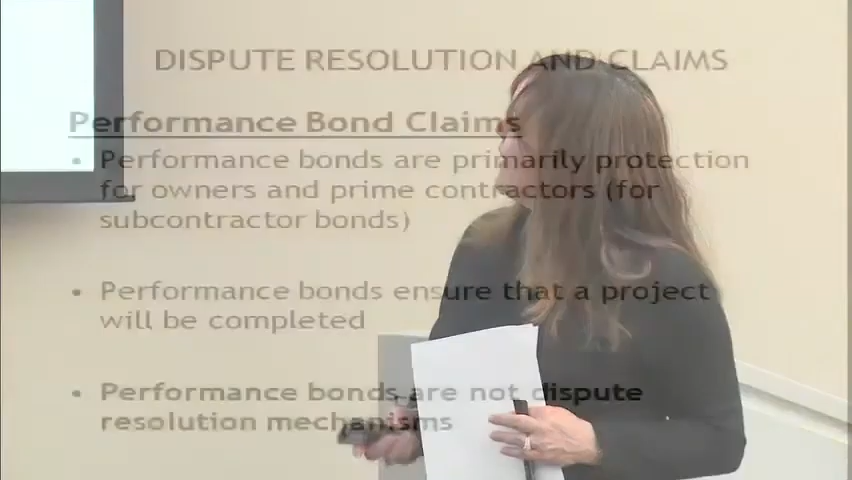 DISPUTE RESOLUTION AND CLAIMS
Performance Bond Claims
• Performance bonds are primarily protection
for owners and prime contractors (for
subcontractor bonds)
• Performance bonds ensure that a project
will be completed
• Performance bonds are not dispute
resolution mechanisms